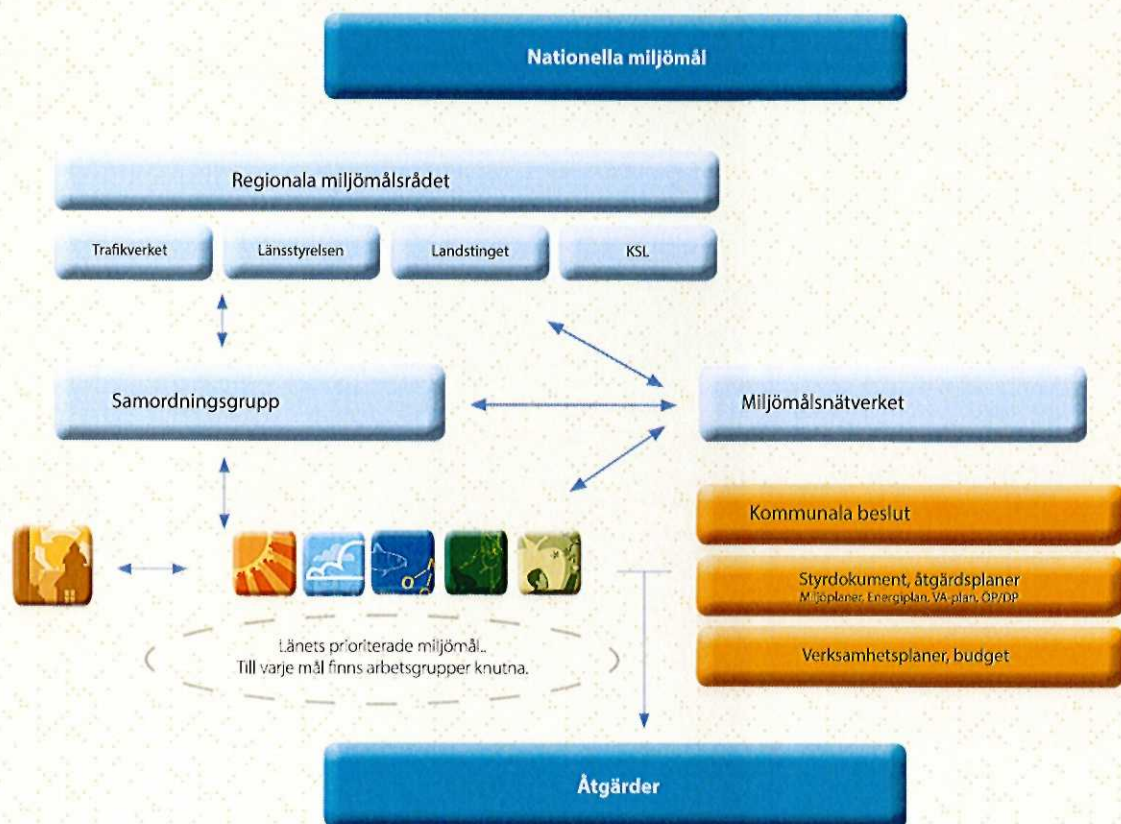 Nationella miljömål
Regionala miljömålsrådet
Trafikverket
Länsstyrelsen
Landstinget
KSL
Samordningsgrupp
Miljömålsnätverket
Kommunala beslut
Styrdokument, åtgärdsplaner
Miljöplaner, Energiplan, VA-plan, ÖP/DP
Verksamhetsplaner, budget
Länets prioriterade miljömål..
Till varje mål finns arbetsgrupper knutna.
Åtgärder